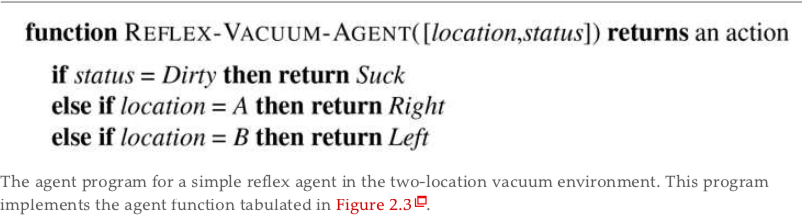 function REFLEX-VACUUM-AGENT([location,status]) returns an action
if status = Dirty then return Suck
else if location = A then return Right
else if location = B then return Left
The agent program for a simple reflex agent in the two-location vacuum environment. This program
implements the agent function tabulated in Figure 2.3.